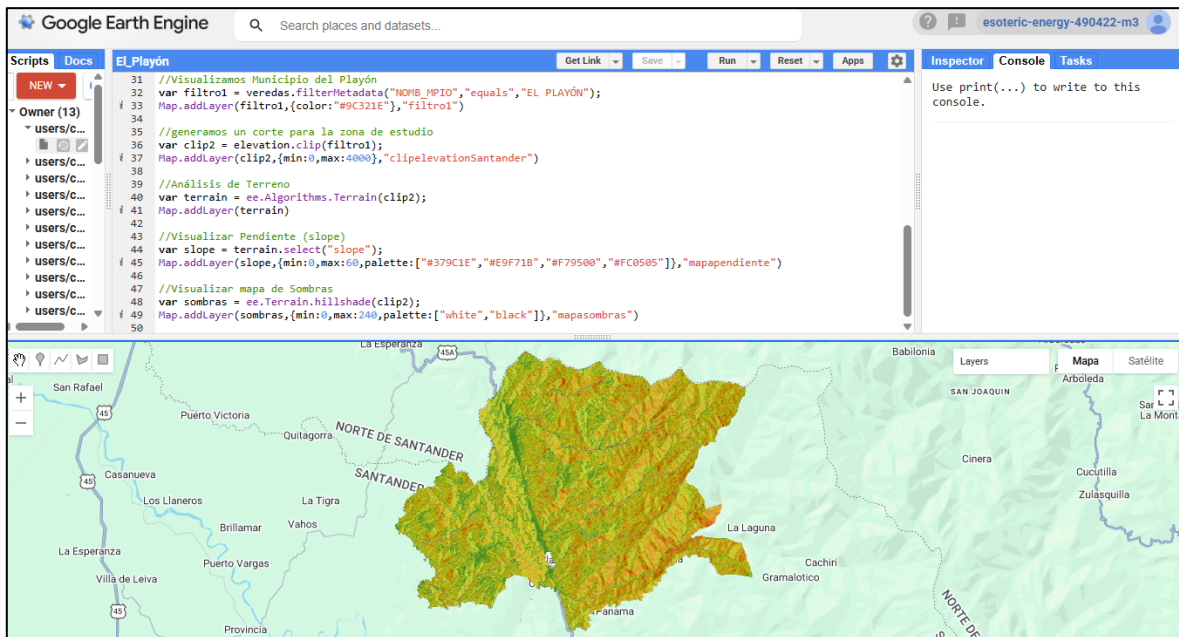 Google Earth Engine
Search places and datasets...
esoteric-energy-490422-m3
Scripts Docs
NEW
Owner (13)
users/c...
users/c...
users/c...
users/c...
users/c...
users/c...
users/c...
users/c...
users/c...
users/c...
El_Playón
Get Link Save Run Reset Apps
31 //Visualizamos Municipio del Playón
32 var filtro1 = veredas.filterMetadata("NOMB_MPIO","equals","EL PLAYÓN");
i 33 Map.addLayer(filtro1,{color:"#9C321E"},"filtro1")
34
35 //generamos un corte para la zona de estudio
36 var clip2 = elevation.clip(filtro1);
i 37 Map.addLayer(clip2,{min:0,max:4000},"clipelevationSantander")
38
39 //Análisis de Terreno
40 var terrain = ee.Algorithms.Terrain(clip2);
i 41 Map.addLayer(terrain)
42
43 //Visualizar Pendiente (slope)
44 var slope = terrain.select("slope");
i 45 Map.addLayer(slope,{min:0,max:60,palette:["#379C1E","#E9F71B","#F79500","#FC0505"]},"mapapendiente")
46
47 //Visualizar mapa de Sombras
48 var sombras = ee.Terrain.hillshade(clip2);
i 49 Map.addLayer(sombras,{min:0,max:240,palette:["white","black"]},"mapasombras")
50
Inspector Console Tasks
Use print(...) to write to this
console.
La Esperanza
45A
Babilonia
Layers
Mapa Satélite
San Rafael
Arboleda
SAN JOAQUIN
45
Puerto Victoria
La Mont
Quitagorra
NORTE DE SANTANDER
SANTANDER
Cinera
Casanueva
45
Cucutilla
Los Llaneros
La Tigra
Zulasquilla
Brillamar
Vahos
La Laguna
La Esperanza
Puerto Vargas
Cachiri
Villa de Leiva
Gramalotico
45
Panama
NORTE DE
Provincia